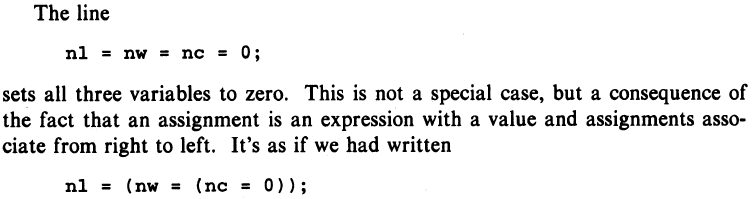 The line
nl = nw = nc = 0;
sets all three variables to zero. This is not a special case, but a consequence of
the fact that an assignment is an expression with a value and assignments asso-
ciate from right to left. It's as if we had written
nl = (nw = (nc = 0));